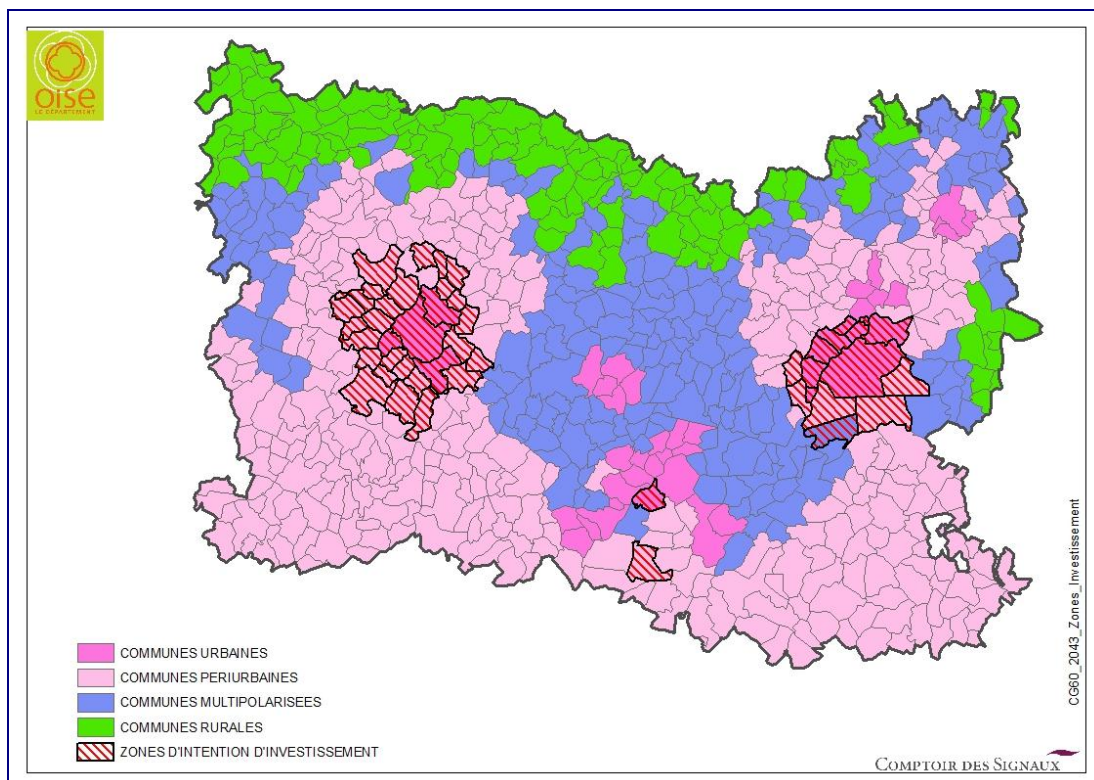 oise
LE DÉPARTEMENT
COMMUNES URBAINES
COMMUNES PERIURBAINES
COMMUNES MULTIPOLARISEES
COMMUNES RURALES
ZONES D'INTENTION D'INVESTISSEMENT
CG60_2043_Zones_Investissement
COMPTOIR DES SIGNAUX